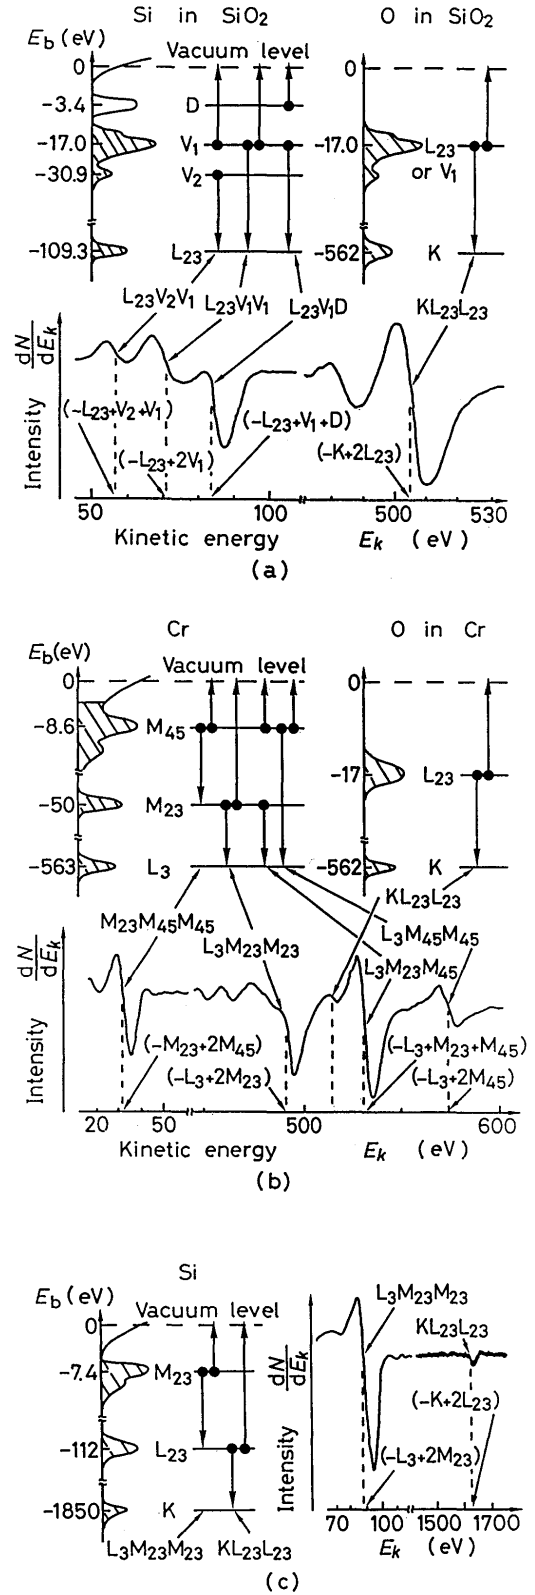 Si in SiO2 O in SiO2
Eb (eV) Vacuum level
0 0
-3.4 D
-17.0 V1 -17.0 L23
or V1
-30.9 V2
-109.3 L23 -562 K
L23V2V1 L23V1V1 L23V1D KL23L23
dN/dEk
Intensity
(-L23+V2+V1) (-L23+V1+D)
(-L23+2V1) (-K+2L23)
50 100 500 530
Kinetic energy Ek (eV)
(a)
Cr O in Cr
Eb(eV) Vacuum level
0 0
-8.6 M45
-17 L23
-50 M23
-563 L3 -562 K
KL23L23
M23M45M45 L3M45M45
L3M23M23 L3M23M45
dN/dEk
Intensity
(-M23+2M45) (-L3+M23+M45)
(-L3+2M23) (-L3+2M45)
20 50 500 600
Kinetic energy Ek (eV)
(b)
Si
Eb(eV) Vacuum level
0
-7.4 M23
-112 L23
-1850 K
L3M23M23 KL23L23
L3M23M23
KL23L23
dN/dEk
Intensity
(-K+2L23)
(-L3+2M23)
70 100 1500 1700
Ek (eV)
(c)